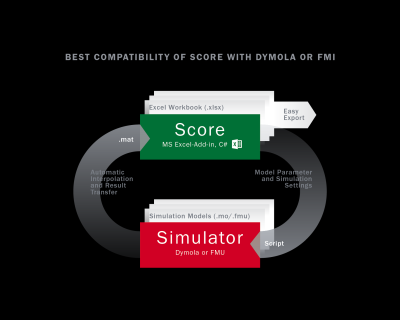 BEST COMPATIBILITY OF SCORE WITH DYMOLA OR FMI
Excel Workbook (.xlsx)
Easy
Export
Score
MS Excel-Add-in, C#
.mat
Automatic
Interpolation
and Result
Transfer
Model Parameter
and Simulation
Settings
Simulation Models (.mo/.fmu)
Simulator
Dymola or FMU
Script